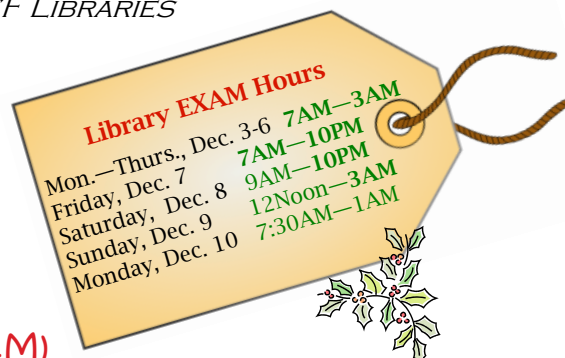 F LIBRARIES
Library EXAM Hours
Mon.—Thurs., Dec. 3-6 7AM—3AM
Friday, Dec. 7 7AM—10PM
Saturday, Dec. 8 9AM—10PM
Sunday, Dec. 9 12Noon—3AM
Monday, Dec. 10 7:30AM—1AM
M)